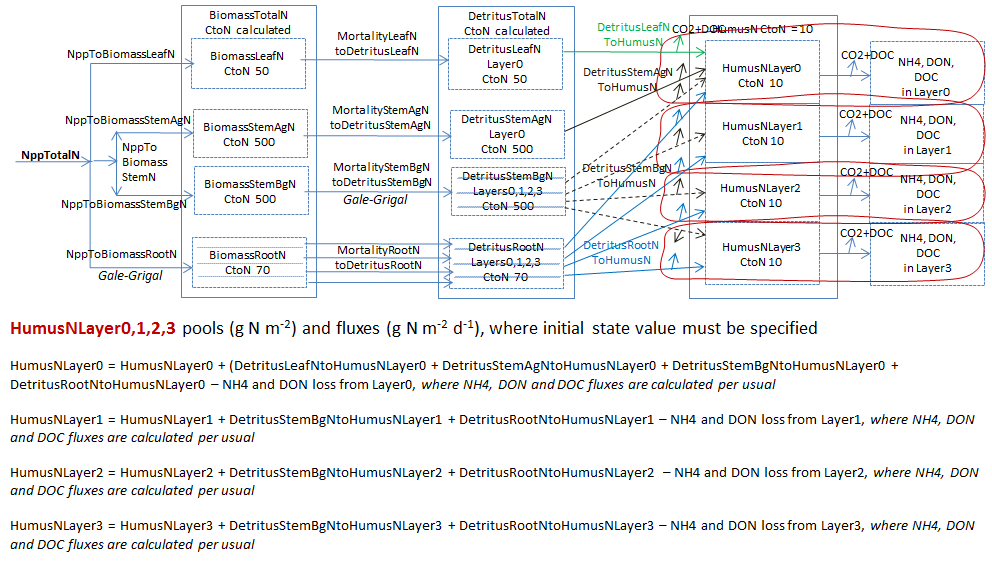 BiomassTotalN
CtoN calculated
DetritusTotalN
CtoN calculated
HumusN CtoN =10
NppTotalN
NppToBiomassLeafN
NppToBiomassStemAgN
NppTo
Biomass
StemN
NppToBiomassStemBgN
NppToBiomassRootN
Gale-Grigal
BiomassLeafN
CtoN 50
BiomassStemAgN
CtoN 500
BiomassStemBgN
CtoN 500
BiomassRootN
CtoN 70
MortalityLeafN
toDetritusLeafN
MortalityStemAgN
toDetritusStemAgN
MortalityStemBgN
toDetritusStemBgN
Gale-Grigal
MortalityRootN
toDetritusRootN
DetritusLeafN
Layer0
CtoN 50
DetritusStemAgN
Layer0
CtoN 500
DetritusStemBgN
Layers0,1,2,3
CtoN 500
DetritusRootN
Layers0,1,2,3
CtoN 70
DetritusLeafN
ToHumusN
DetritusStemAgN
ToHumusN
DetritusStemBgN
ToHumusN
DetritusRootN
ToHumusN
CO2+DOC
HumusNLayer0
CtoN 10
HumusNLayer1
CtoN 10
HumusNLayer2
CtoN 10
HumusNLayer3
CtoN 10
CO2+DOC
NH4, DON,
DOC
in Layer0
CO2+DOC
NH4, DON,
DOC
in Layer1
CO2+DOC
NH4, DON,
DOC
in Layer2
CO2+DOC
NH4, DON,
DOC
in Layer3
HumusNLayer0,1,2,3 pools (g N m-2) and fluxes (g N m-2 d-1), where initial state value must be specified
HumusNLayer0 = HumusNLayer0 + (DetritusLeafNtoHumusNLayer0 + DetritusStemAgNtoHumusNLayer0 + DetritusStemBgNtoHumusNLayer0 +
DetritusRootNtoHumusNLayer0 – NH4 and DON loss from Layer0, where NH4, DON and DOC fluxes are calculated per usual
HumusNLayer1 = HumusNLayer1 + DetritusStemBgNtoHumusNLayer1 + DetritusRootNtoHumusNLayer1 – NH4 and DON loss from Layer1, where NH4, DON
and DOC fluxes are calculated per usual
HumusNLayer2 = HumusNLayer2 + DetritusStemBgNtoHumusNLayer2 + DetritusRootNtoHumusNLayer2 – NH4 and DON loss from Layer2, where NH4, DON
and DOC fluxes are calculated per usual
HumusNLayer3 = HumusNLayer3 + DetritusStemBgNtoHumusNLayer3 + DetritusRootNtoHumusNLayer3 – NH4 and DON loss from Layer3, where NH4, DON
and DOC fluxes are calculated per usual